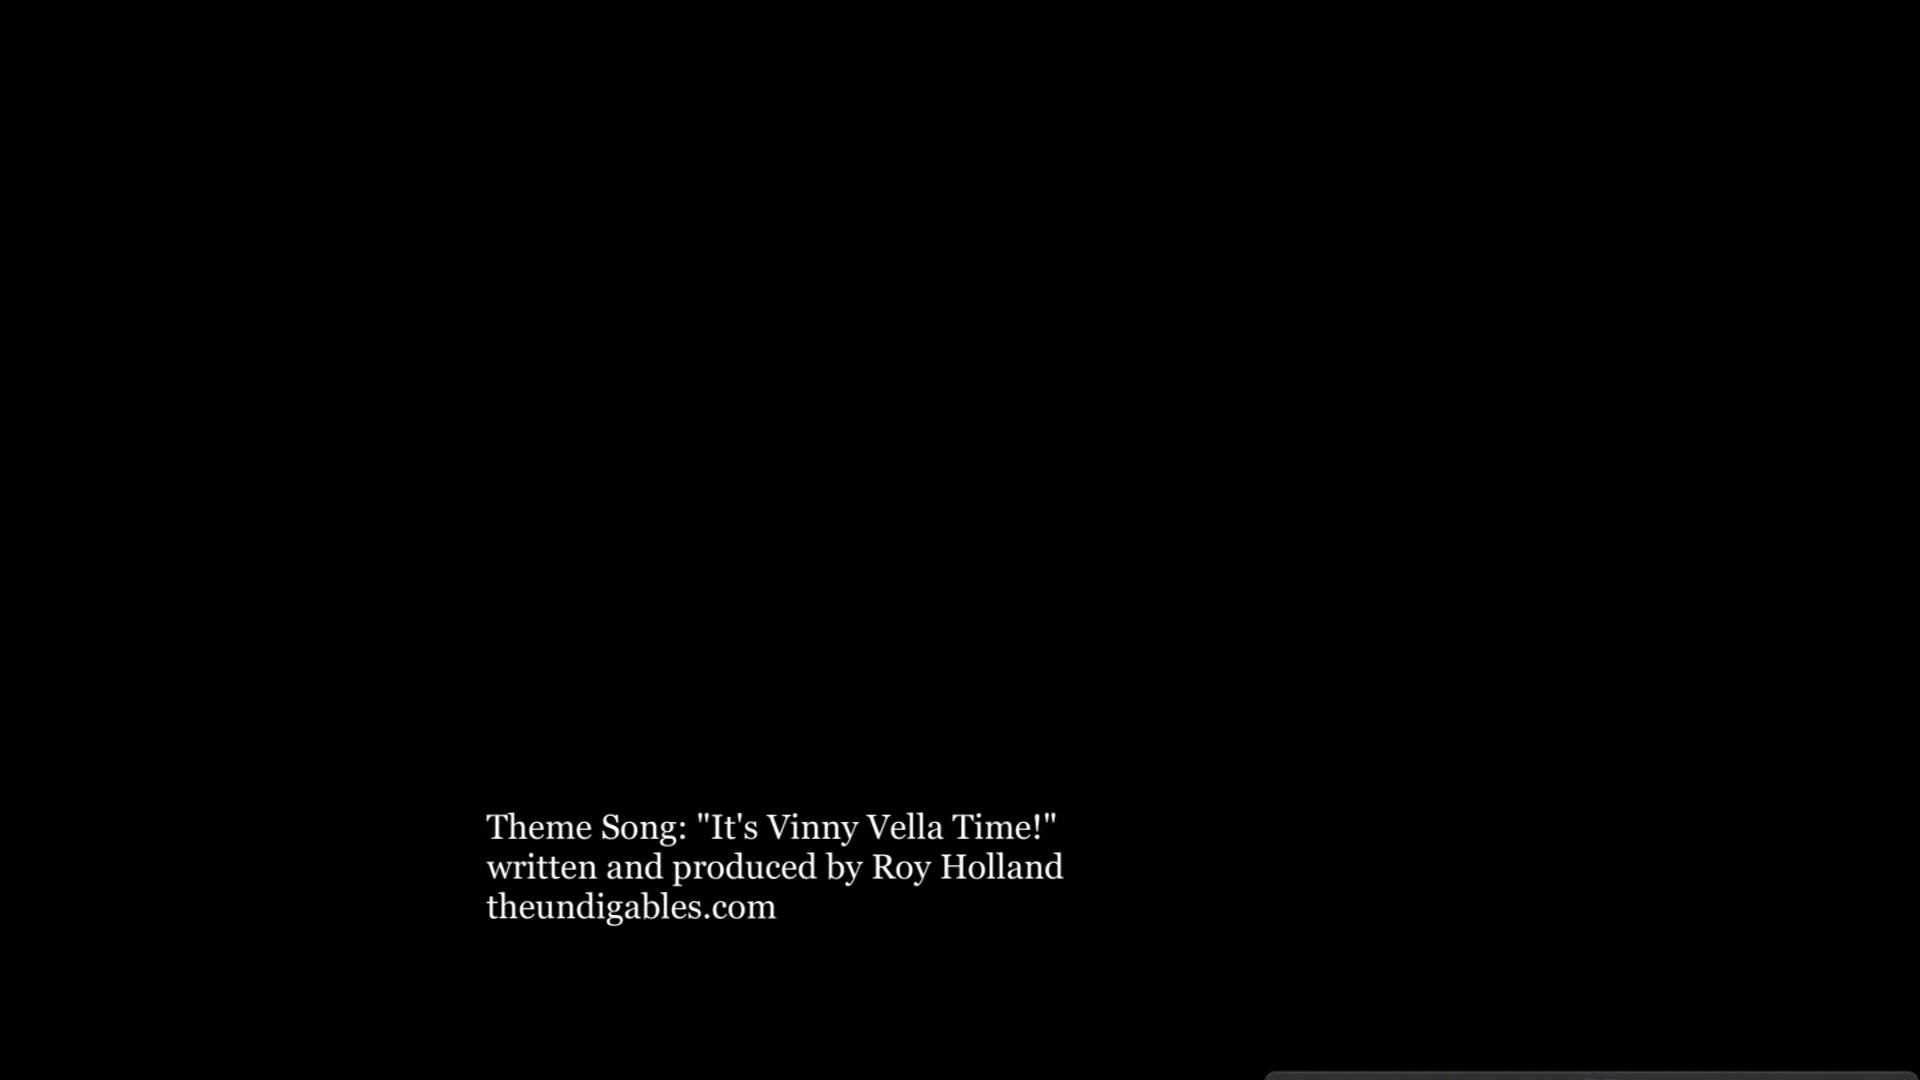 Theme Song: "It's Vinny Vella Time!"
written and produced by Roy Holland
theundigables.com